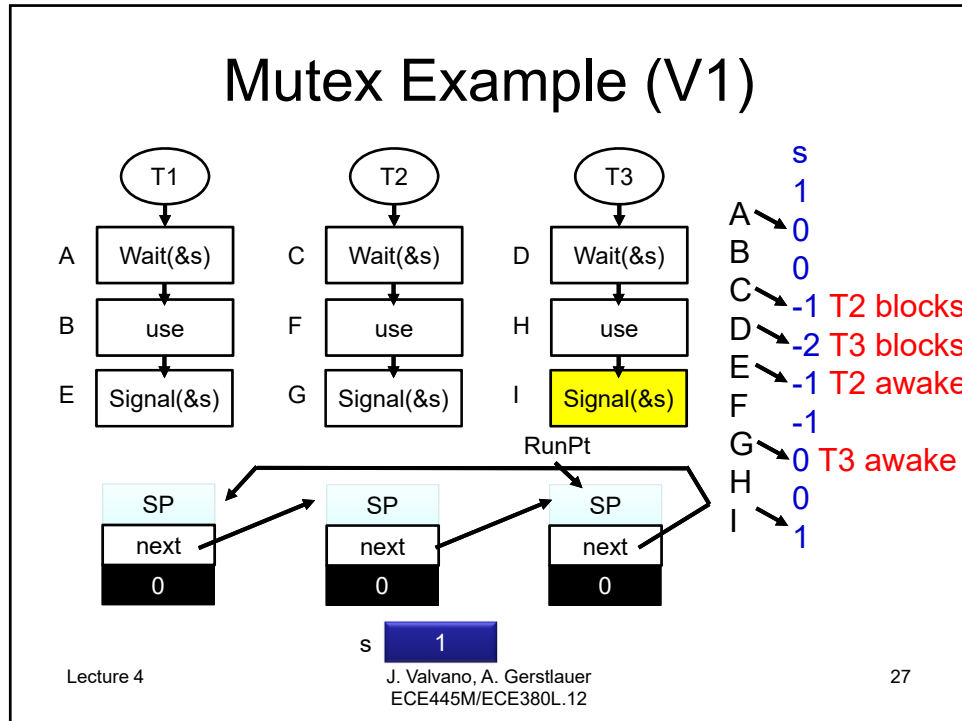 Mutex Example (V1)
T1
T2
T3
A
Wait(&s)
C
Wait(&s)
D
Wait(&s)
B
use
F
use
H
use
E
Signal(&s)
G
Signal(&s)
I
Signal(&s)
s
1
A
0
B
0
C
-1 T2 blocks
D
-2 T3 blocks
E
-1 T2 awake
F
-1
G
0 T3 awake
H
0
I
1
RunPt
SP
SP
SP
next
next
next
0
0
0
s
1
Lecture 4
J. Valvano, A. Gerstlauer
ECE445M/ECE380L.12
27